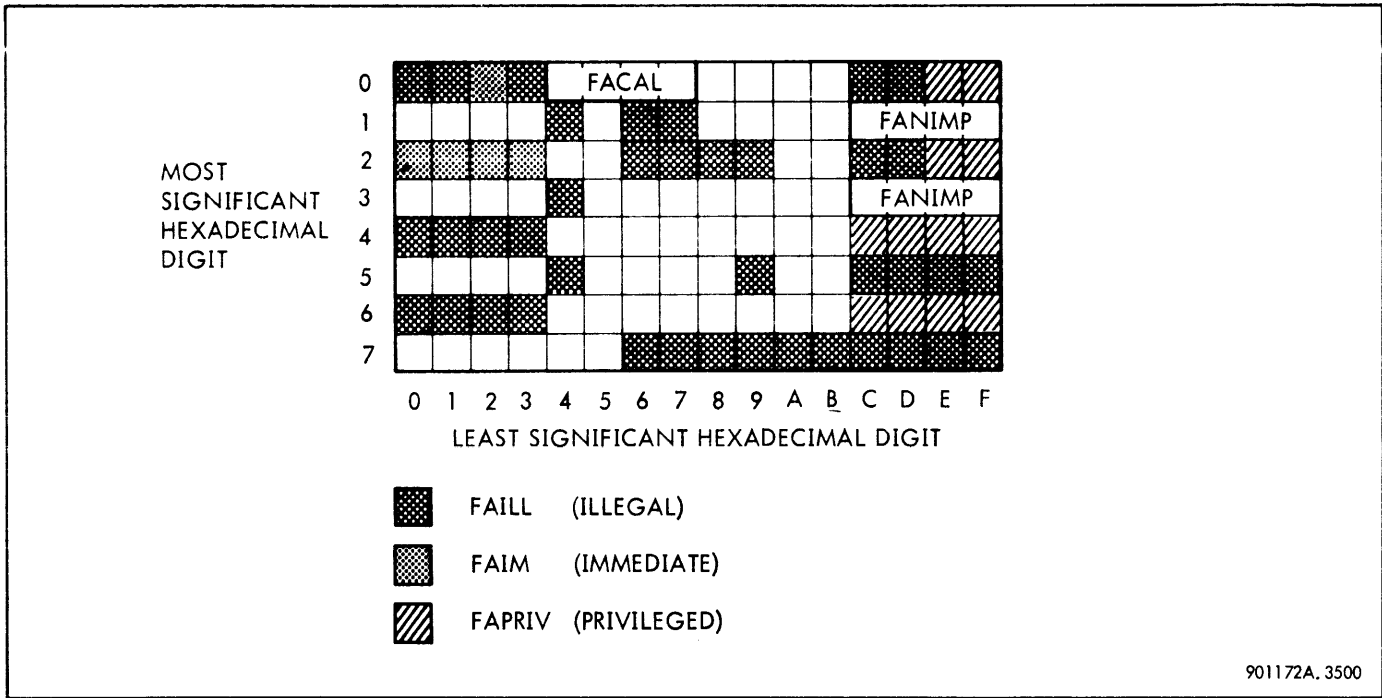 0 FACAL
1 FANIMP
2
3 FANIMP
4
5
6
7
MOST
SIGNIFICANT
HEXADECIMAL
DIGIT
0 1 2 3 4 5 6 7 8 9 A B C D E F
LEAST SIGNIFICANT HEXADECIMAL DIGIT
FAILL (ILLEGAL)
FAIM (IMMEDIATE)
FAPRIV (PRIVILEGED)
901172A. 3500